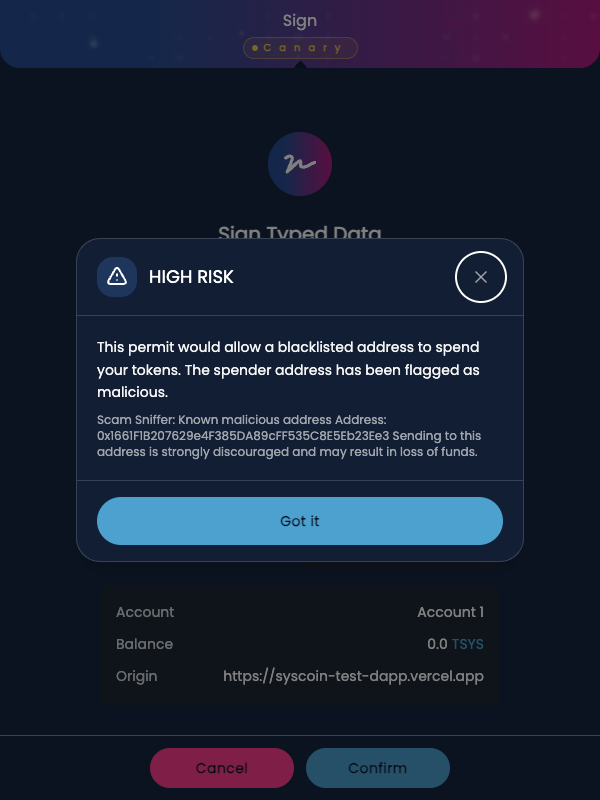 Sign
Canary
Sign Typed Data
HIGH RISK
This permit would allow a blacklisted address to spend
your tokens. The spender address has been flagged as
malicious.
Scam Sniffer: Known malicious address Address:
0x1661F1B207629e4F385DA89cFF535C8E5Eb23Ee3 Sending to this
address is strongly discouraged and may result in loss of funds.
Got it
Account Account 1
Balance 0.0 TSYS
Origin https://syscoin-test-dapp.vercel.app
Cancel Confirm